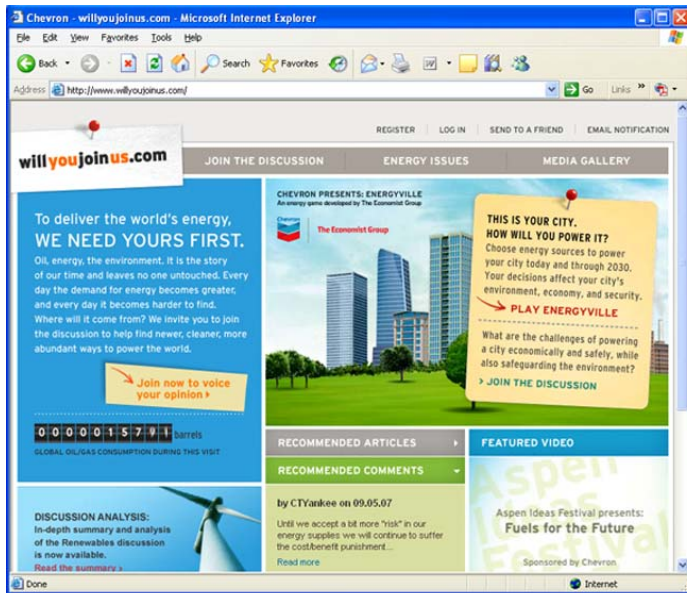 Chevron - willyoujoinus.com - Microsoft Internet Explorer
File Edit View Favorites Tools Help
Back Search Favorites
Address http://www.willyoujoinus.com/ Go Links »
REGISTER LOG IN SEND TO A FRIEND EMAIL NOTIFICATION
willyoujoinus.com
JOIN THE DISCUSSION ENERGY ISSUES MEDIA GALLERY
To deliver the world's energy,
WE NEED YOURS FIRST.
Oil, energy, the environment. It is the story
of our time and leaves no one untouched. Every
day the demand for energy becomes greater,
and every day it becomes harder to find.
Where will it come from? We invite you to join
the discussion to help find newer, cleaner, more
abundant ways to power the world.
Join now to voice
your opinion
0000015791 barrels
GLOBAL OIL/GAS CONSUMPTION DURING THIS VISIT
CHEVRON PRESENTS: ENERGYVILLE
An energy game developed by The Economist Group
Chevron
The Economist Group
THIS IS YOUR CITY.
HOW WILL YOU POWER IT?
Choose energy sources to power
your city today and through 2030.
Your decisions affect your city's
environment, economy, and security.
PLAY ENERGYVILLE
What are the challenges of powering
a city economically and safely, while
also safeguarding the environment?
> JOIN THE DISCUSSION
DISCUSSION ANALYSIS:
In-depth summary and analysis
of the Renewables discussion
is now available.
Read the summary >
RECOMMENDED ARTICLES
RECOMMENDED COMMENTS
by CTYankee on 09.05.07
Until we accept a bit more "risk" in our
energy supplies we will continue to suffer
the cost/benefit punishment...
Read more
FEATURED VIDEO
Aspen
Ideas
Festival
Aspen Ideas Festival presents:
Fuels for the Future
Sponsored by Chevron
Done Internet